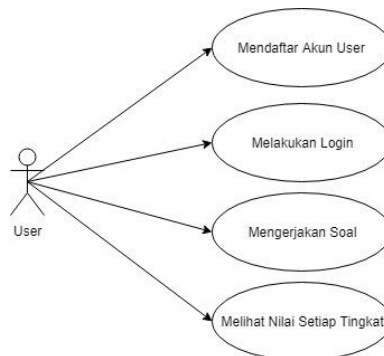 Mendaftar Akun User
Melakukan Login
User
Mengerjakan Soal
Melihat Nilai Setiap Tingkat